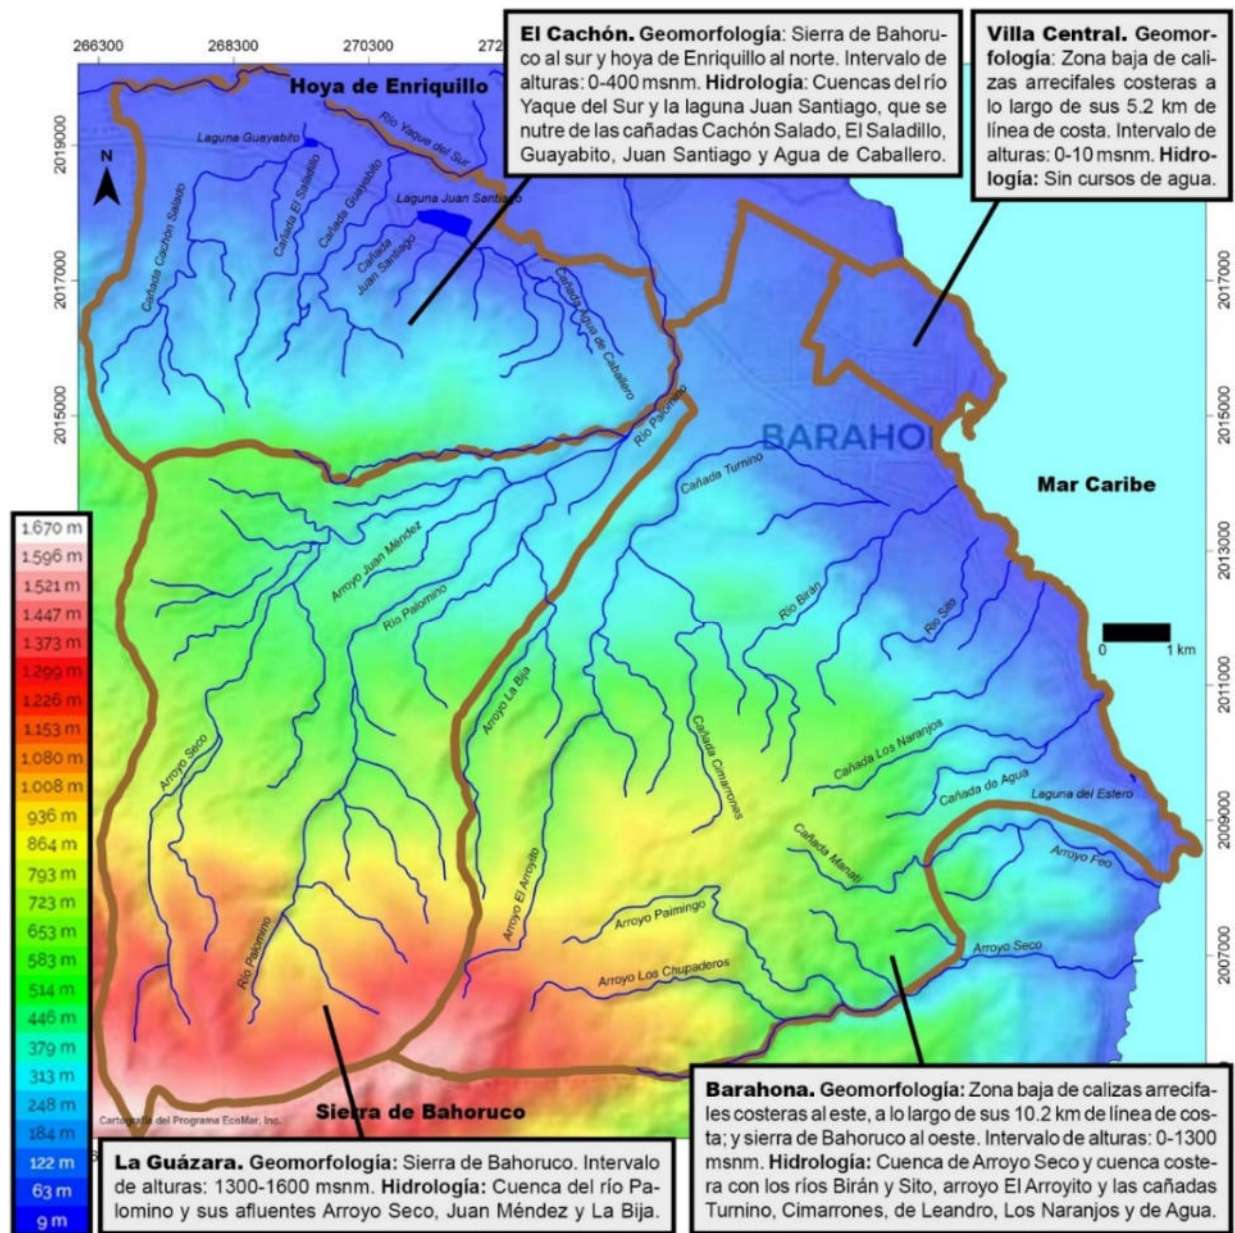 266300
268300
270300
272
El Cachón. Geomorfología: Sierra de Bahoru-
co al sur y hoya de Enriquillo al norte. Intervalo de
alturas: 0-400 msnm. Hidrología: Cuencas del río
Yaque del Sur y la laguna Juan Santiago, que se
nutre de las cañadas Cachón Salado, El Saladillo,
Guayabito, Juan Santiago y Agua de Caballero.
Villa Central. Geomor-
fología: Zona baja de cali-
zas arrecifales costeras a
lo largo de sus 5.2 km de
línea de costa. Intervalo de
alturas: 0-10 msnm. Hidro-
logía: Sin cursos de agua.
Hoya de Enriquillo
Laguna Guayabito
Río Yaque del Sur
2019000
N
Cañada Cachón Salado
Cañada El Saladillo
Cañada Guayabito
Laguna Juan Santiago
Cañada
Juan Santiago
Cañada Agua de Caballero
2017000
2017000
2015000
2015000
Río Palomino
BARAHO
Cañada Turnino
Mar Caribe
1.670 m
1.596 m
1.521 m
1.447 m
1.373 m
1.299 m
1.226 m
1.153 m
1.080 m
1.008 m
936 m
864 m
793 m
723 m
653 m
583 m
514 m
446 m
379 m
313 m
248 m
184 m
122 m
63 m
9 m
Arroyo Juan Méndez
Río Palomino
Río Birán
Río Sito
2013000
0 1 km
2011000
Arroyo La Bija
Arroyo Seco
Cañada Cimarrones
Cañada Los Naranjos
Cañada de Agua
Laguna del Estero
2009000
Cañada Manatí
Arroyo Feo
Arroyo El Arroyito
Arroyo Paimingo
Río Palomino
Arroyo Los Chupaderos
Arroyo Seco
2007000
Sierra de Bahoruco
Cartografía del Programa EcoMar, Inc.
La Guázara. Geomorfología: Sierra de Bahoruco. Intervalo
de alturas: 1300-1600 msnm. Hidrología: Cuenca del río Pa-
lomino y sus afluentes Arroyo Seco, Juan Méndez y La Bija.
Barahona. Geomorfología: Zona baja de calizas arrecifa-
les costeras al este, a lo largo de sus 10.2 km de línea de cos-
ta; y sierra de Bahoruco al oeste. Intervalo de alturas: 0-1300
msnm. Hidrología: Cuenca de Arroyo Seco y cuenca coste-
ra con los ríos Birán y Sito, arroyo El Arroyito y las cañadas
Turnino, Cimarrones, de Leandro, Los Naranjos y de Agua.